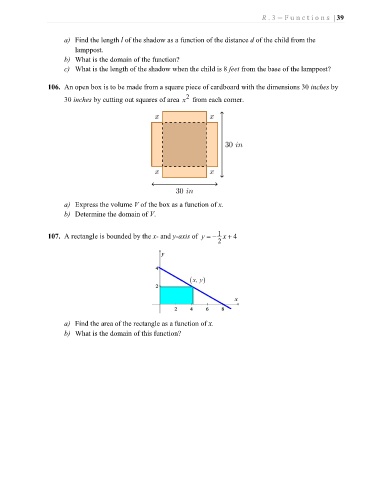 R.3 – Functions | 39
a) Find the length l of the shadow as a function of the distance d of the child from the
lamppost.
b) What is the domain of the function?
c) What is the length of the shadow when the child is 8 feet from the base of the lamppost?
106. An open box is to be made from a square piece of cardboard with the dimensions 30 inches by
30 inches by cutting out squares of area x² from each corner.
x x
30 in
x x
30 in
a) Express the volume V of the box as a function of x.
b) Determine the domain of V.
107. A rectangle is bounded by the x- and y-axis of y = −1/2 x + 4
y
4
(x, y)
2
x
2 4 6 8
a) Find the area of the rectangle as a function of x.
b) What is the domain of this function?